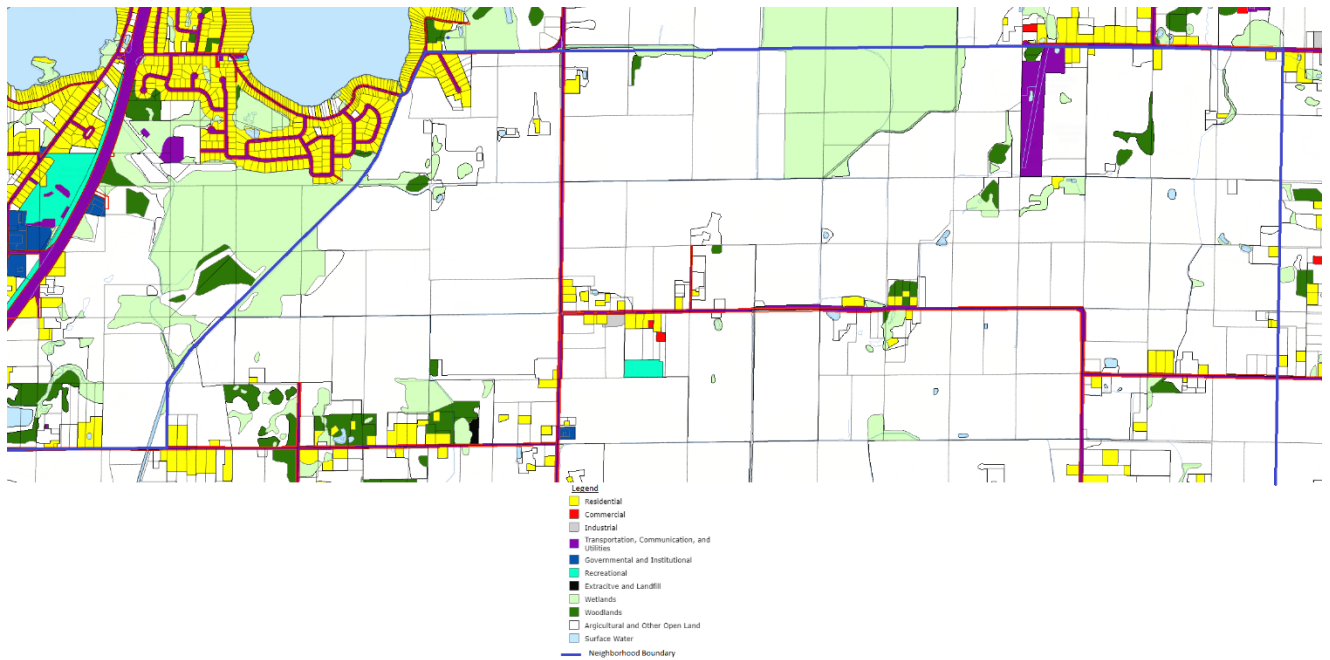 Legend
Residential
Commercial
Industrial
Transportation, Communication, and
Utilities
Governmental and Institutional
Recreational
Extracitve and Landfill
Wetlands
Woodlands
Argicultural and Other Open Land
Surface Water
Neighborhood Boundary